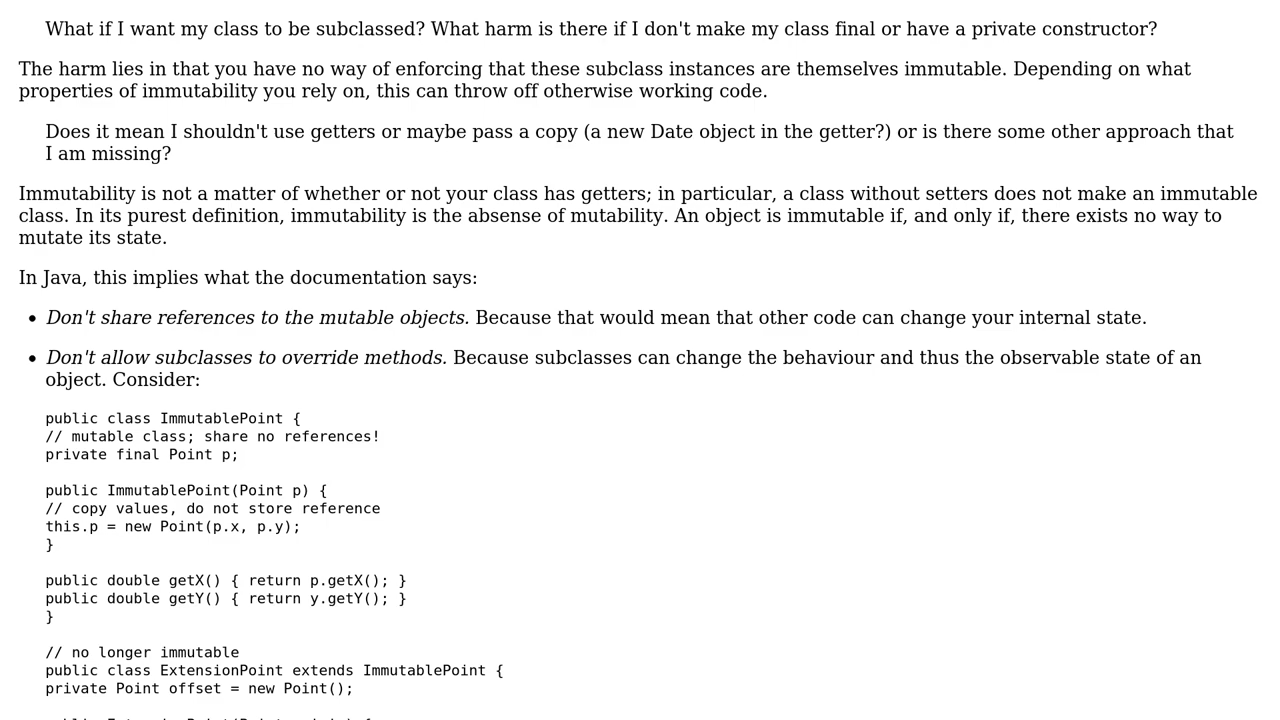 What if I want my class to be subclassed? What harm is there if I don't make my class final or have a private constructor?
The harm lies in that you have no way of enforcing that these subclass instances are themselves immutable. Depending on what
properties of immutability you rely on, this can throw off otherwise working code.
Does it mean I shouldn't use getters or maybe pass a copy (a new Date object in the getter?) or is there some other approach that
I am missing?
Immutability is not a matter of whether or not your class has getters; in particular, a class without setters does not make an immutable
class. In its purest definition, immutability is the absense of mutability. An object is immutable if, and only if, there exists no way to
mutate its state.
In Java, this implies what the documentation says:
• Don't share references to the mutable objects. Because that would mean that other code can change your internal state.
• Don't allow subclasses to override methods. Because subclasses can change the behaviour and thus the observable state of an
object. Consider:
public class ImmutablePoint {
// mutable class; share no references!
private final Point p;
public ImmutablePoint(Point p) {
// copy values, do not store reference
this.p = new Point(p.x, p.y);
}
public double getX() { return p.getX(); }
public double getY() { return y.getY(); }
}
// no longer immutable
public class ExtensionPoint extends ImmutablePoint {
private Point offset = new Point();